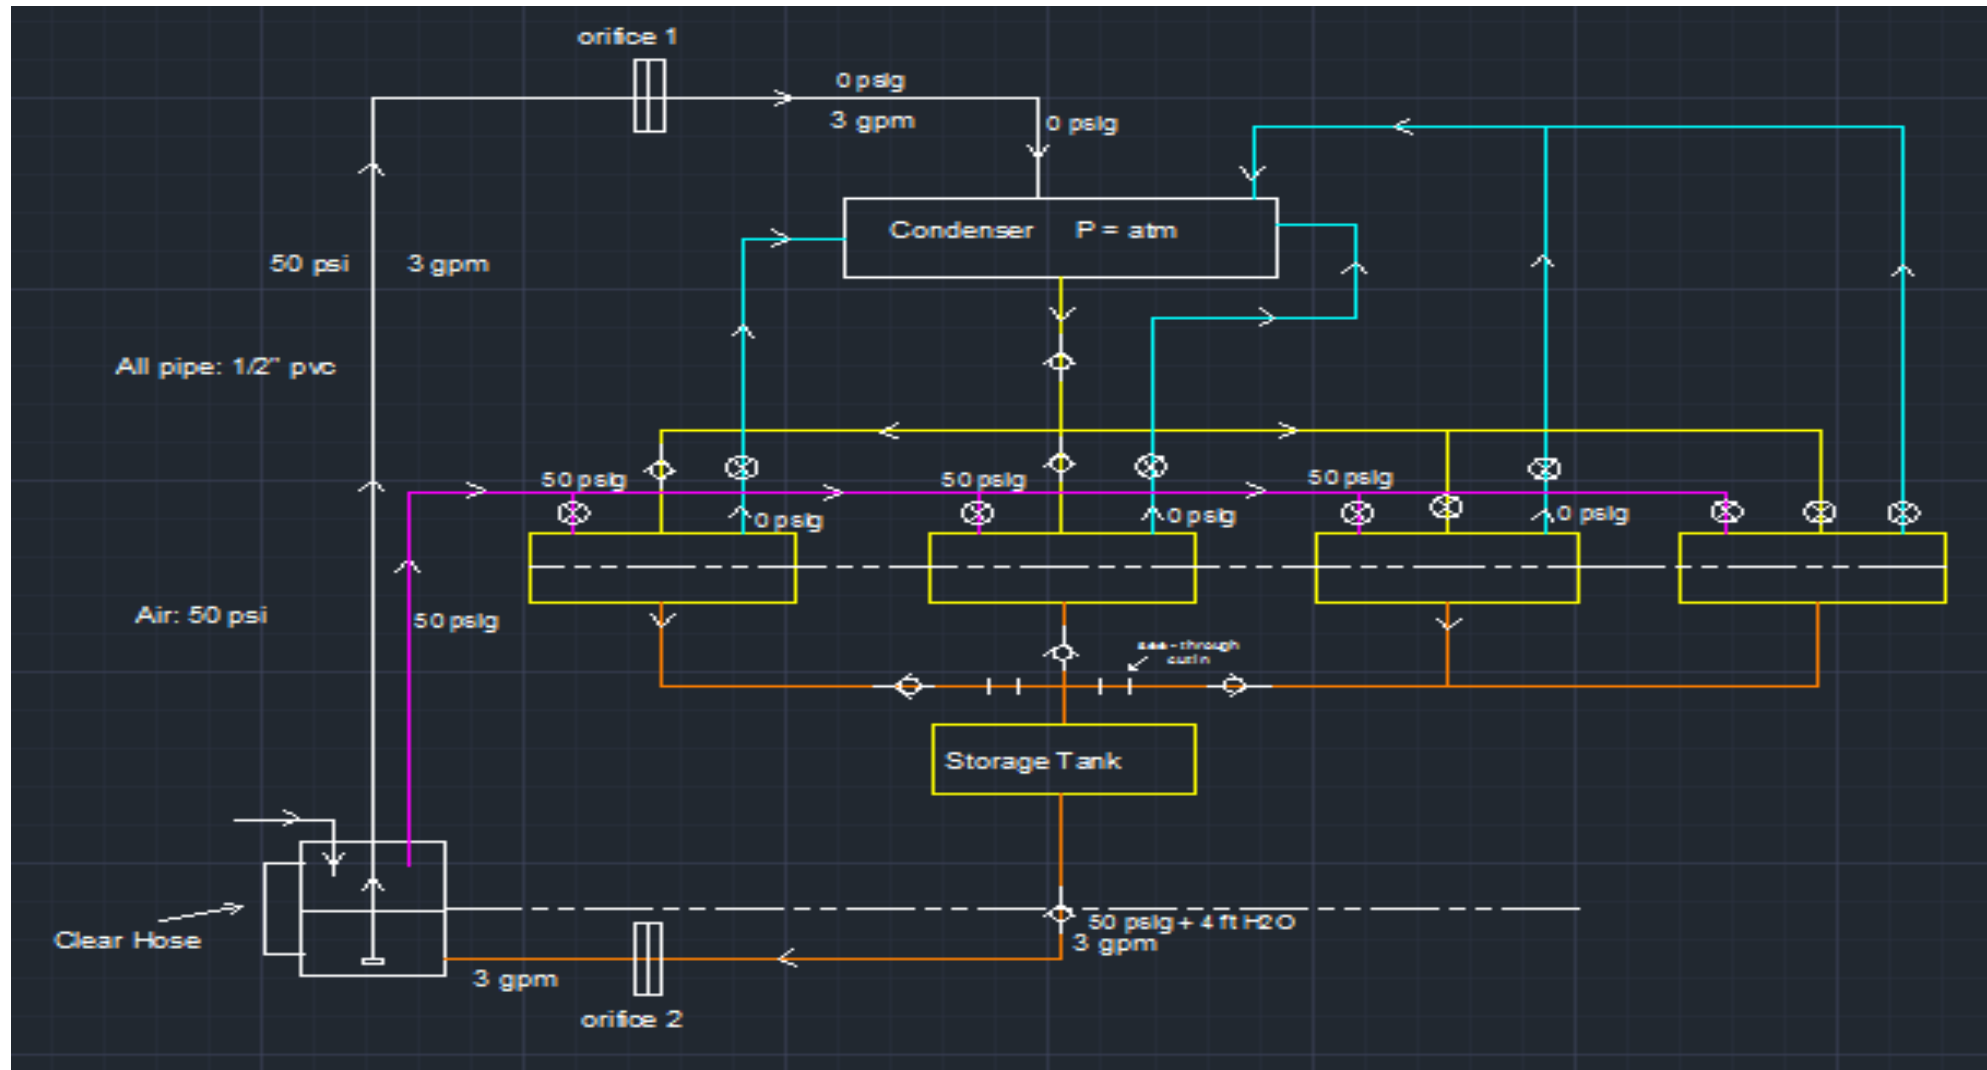 orifice 1
0 psig
3 gpm
0 psig
Condenser P = atm
50 psi 3 gpm
All pipe: 1/2" pvc
50 psig
50 psig
50 psig
0 psig
0 psig
0 psig
Air: 50 psi
50 psig
see-through
Storage Tank
50 psig + 4 ft H2O
3 gpm
Clear Hose
3 gpm
orifice 2